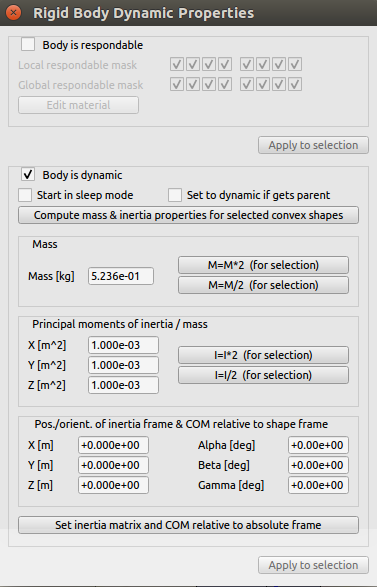 Rigid Body Dynamic Properties
Body is respondable
Local respondable mask
Global respondable mask
Edit material
Apply to selection
Body is dynamic
Start in sleep mode Set to dynamic if gets parent
Compute mass & inertia properties for selected convex shapes
Mass
Mass [kg] 5.236e-01
M=M*2 (for selection)
M=M/2 (for selection)
Principal moments of inertia / mass
X [m^2] 1.000e-03
Y [m^2] 1.000e-03
Z [m^2] 1.000e-03
I=I*2 (for selection)
I=I/2 (for selection)
Pos./orient. of inertia frame & COM relative to shape frame
X [m] +0.000e+00 Alpha [deg] +0.00e+00
Y [m] +0.000e+00 Beta [deg] +0.00e+00
Z [m] +0.000e+00 Gamma [deg] +0.00e+00
Set inertia matrix and COM relative to absolute frame
Apply to selection